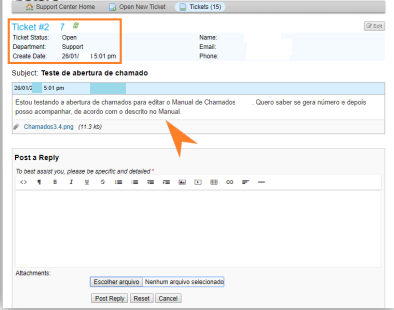 Support Center Home Open New Ticket Tickets (15)
Ticket #2 7 Edit
Ticket Status: Open Name:
Department: Support Email:
Create Date: 26/01/ 5:01 pm Phone:
Subject: Teste de abertura de chamado
26/01/2 5:01 pm
Estou testando a abertura de chamados para editar o Manual de Chamados . Quero saber se gera número e depois
posso acompanhar, de acordo com o descrito no Manual.
Chamados3.4.png (11.3 kb)
Post a Reply
To best assist you, please be specific and detailed *
Attachments:
Escolher arquivo Nenhum arquivo selecionado
Post Reply Reset Cancel